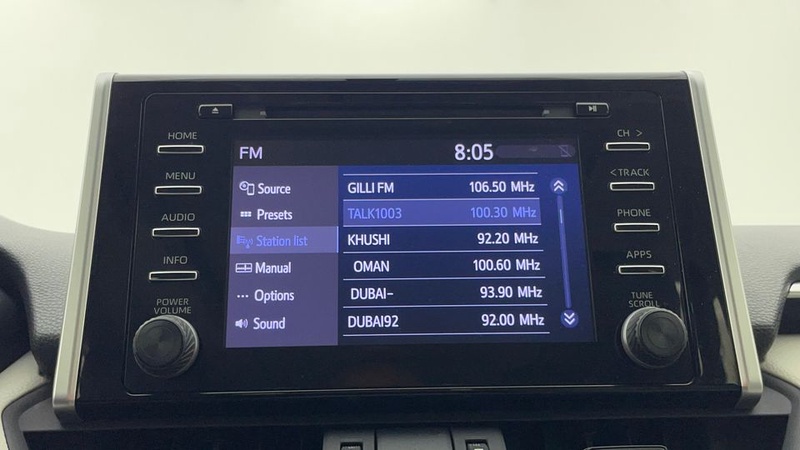 HOME
MENU
AUDIO
INFO
POWER
VOLUME
FM 8:05
Source
Presets
Station list
Manual
Options
Sound
GILLI FM 106.50 MHz
TALK1003 100.30 MHz
KHUSHI 92.20 MHz
OMAN 100.60 MHz
DUBAI- 93.90 MHz
DUBAI92 92.00 MHz
CH >
< TRACK
PHONE
APPS
TUNE
SCROLL